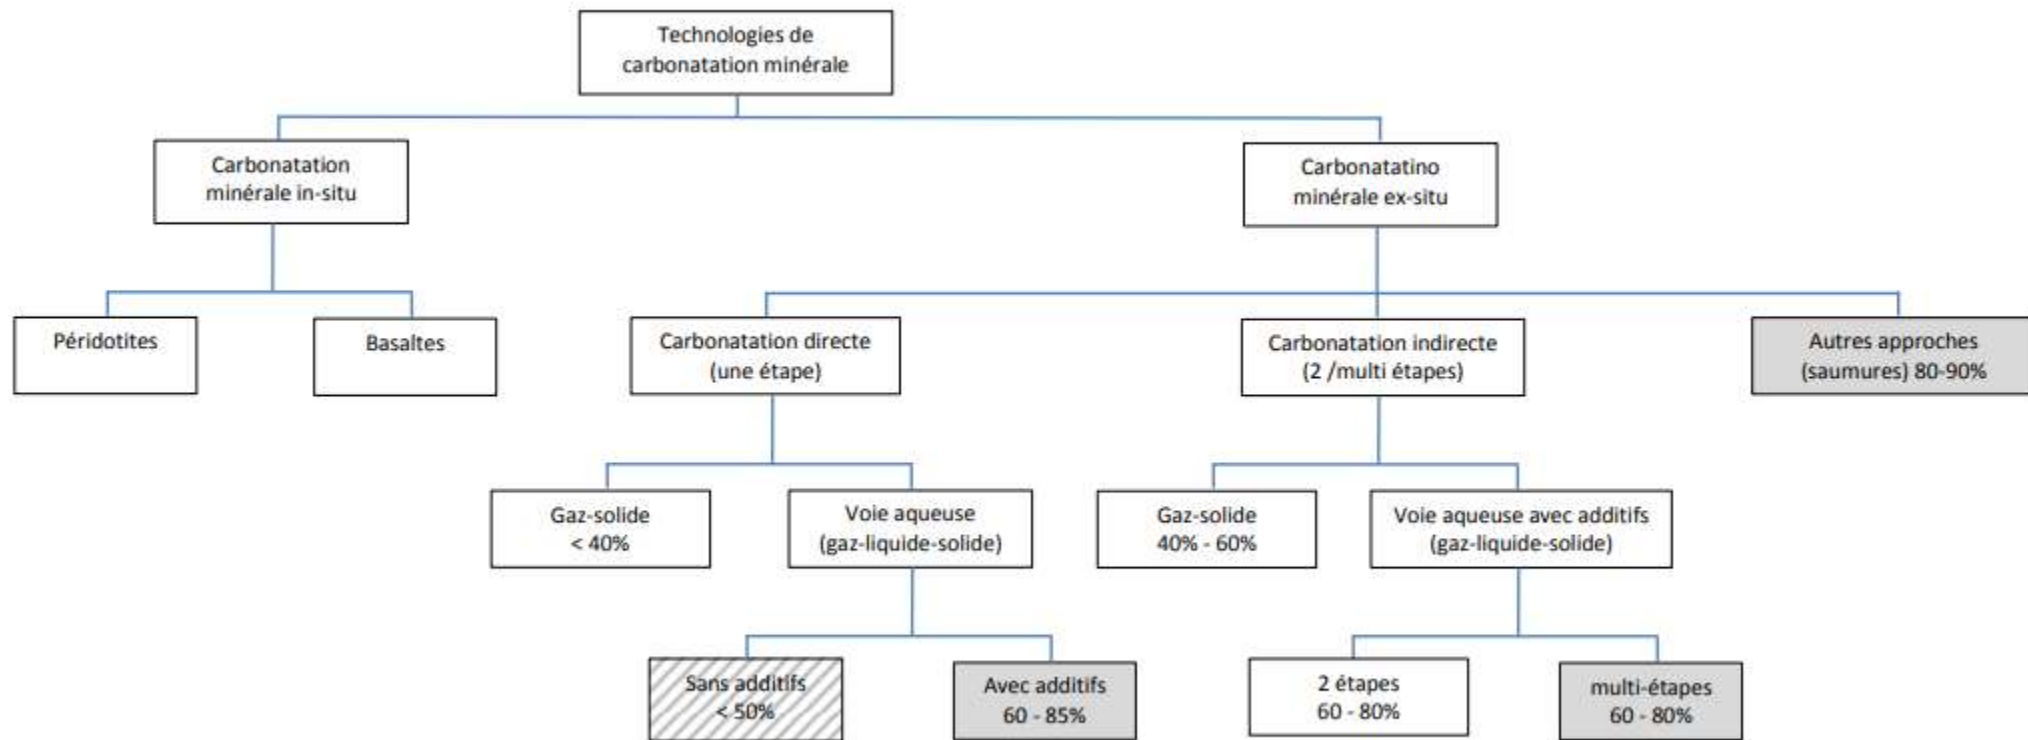 Technologies de
carbonatation minérale
Carbonatation
minérale in-situ
Carbonatatino
minérale ex-situ
Péridotites
Basaltes
Carbonatation directe
(une étape)
Carbonatation indirecte
(2 /multi étapes)
Autres approches
(saumures) 80-90%
Gaz-solide
< 40%
Voie aqueuse
(gaz-liquide-solide)
Gaz-solide
40% - 60%
Voie aqueuse avec additifs
(gaz-liquide-solide)
Sans additifs
< 50%
Avec additifs
60 - 85%
2 étapes
60 - 80%
multi-étapes
60 - 80%